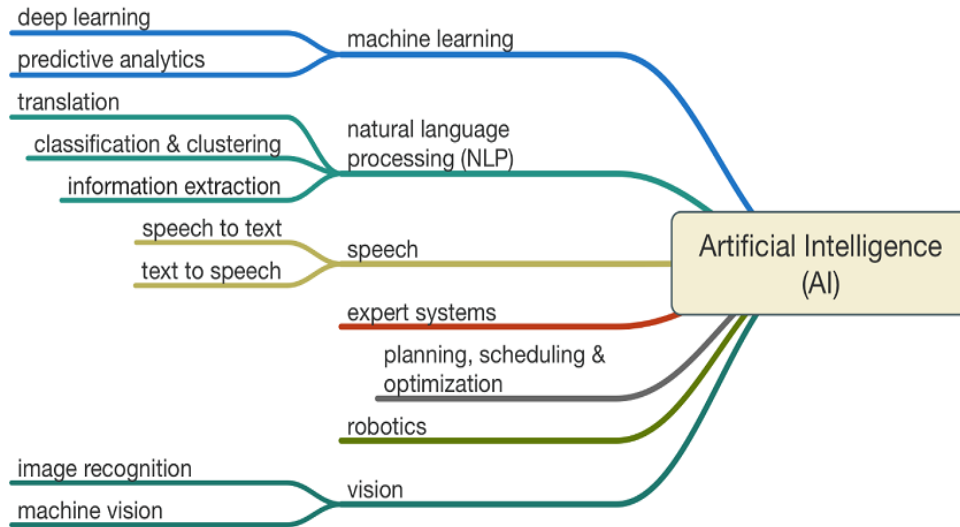 deep learning
predictive analytics
machine learning
translation
classification & clustering
information extraction
natural language
processing (NLP)
speech to text
text to speech
speech
expert systems
planning, scheduling &
optimization
robotics
image recognition
machine vision
vision
Artificial Intelligence
(AI)